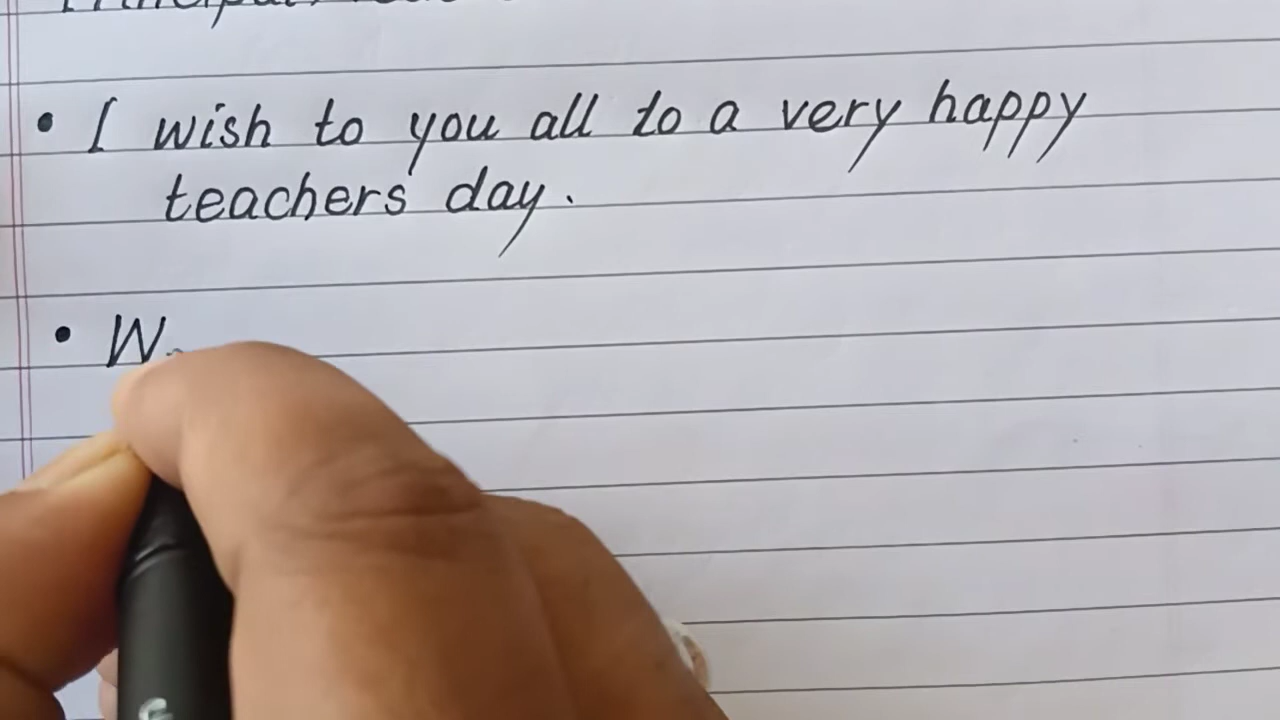 • I wish to you all to a very happy
teachers day.
• W